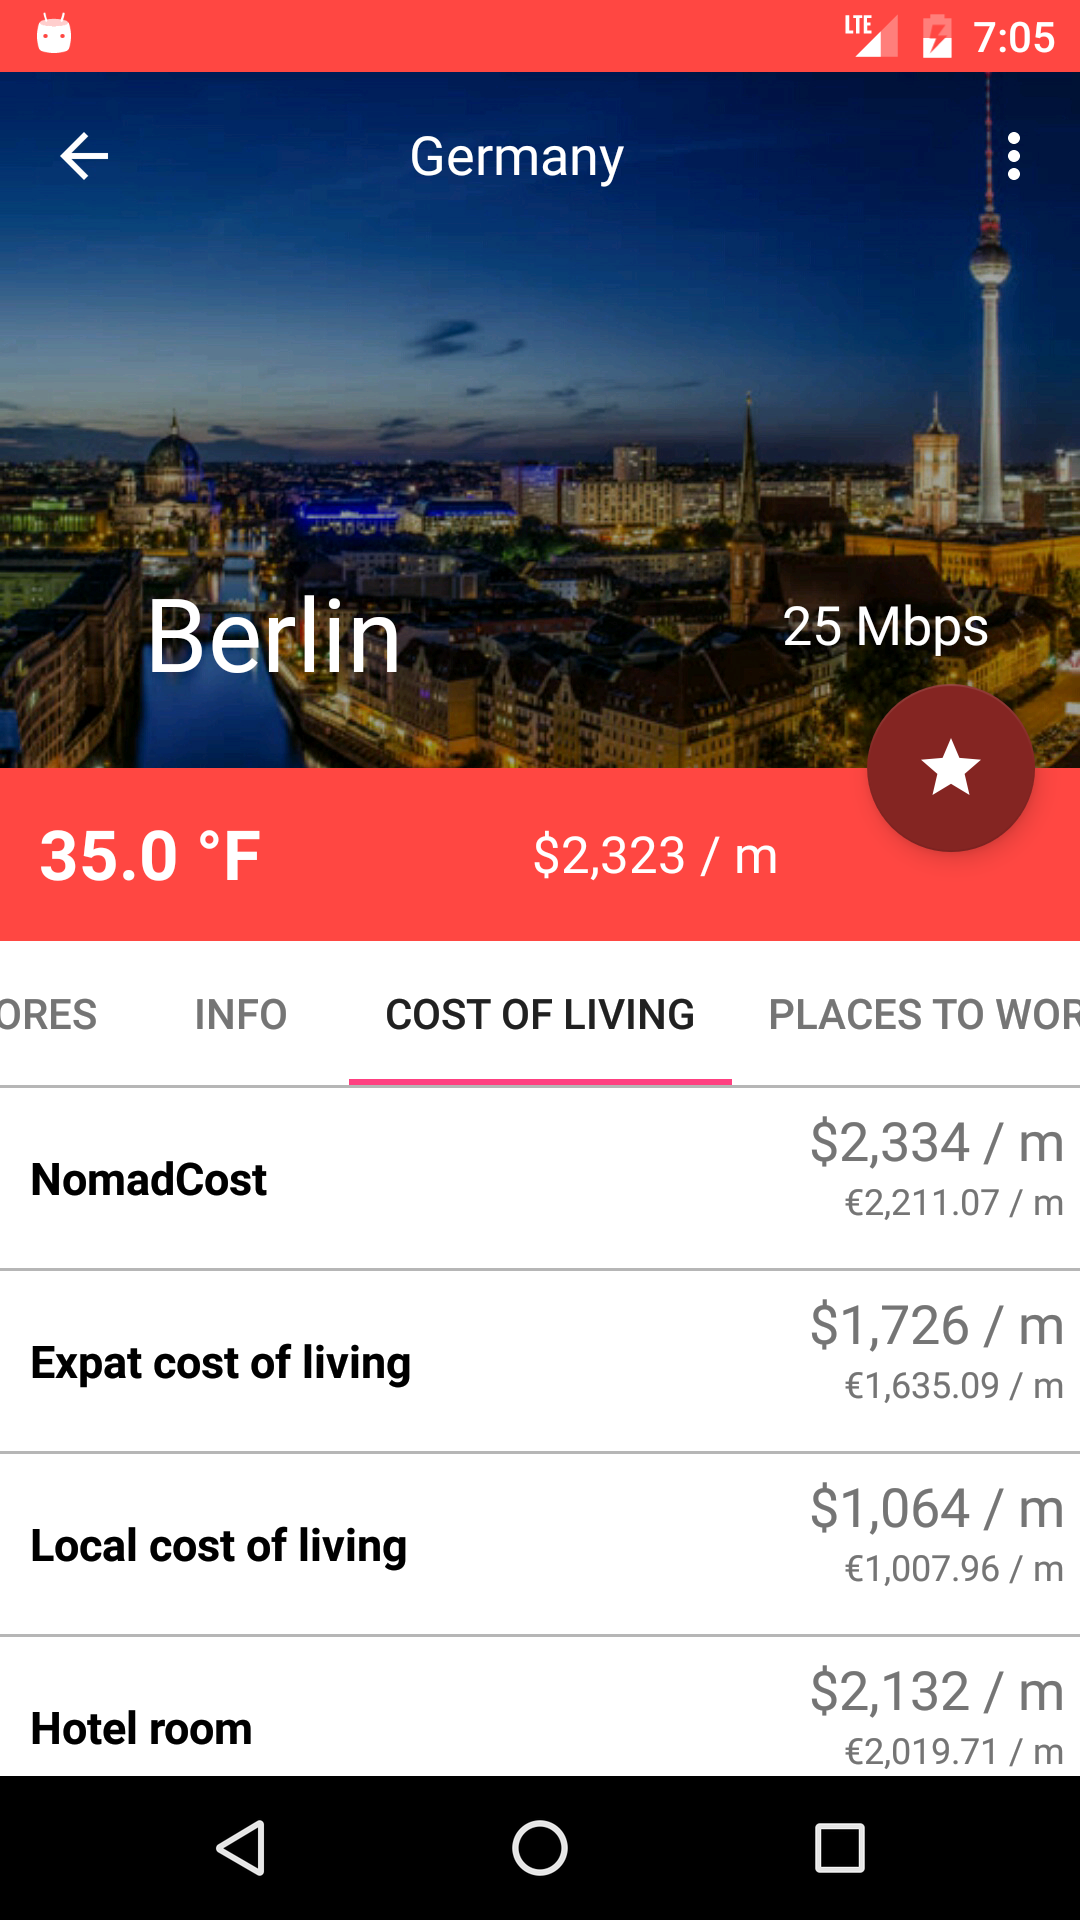 LTE 7:05
Germany
Berlin
25 Mbps
35.0 °F
$2,323 / m
ORES INFO COST OF LIVING PLACES TO WOR
NomadCost
$2,334 / m
€2,211.07 / m
Expat cost of living
$1,726 / m
€1,635.09 / m
Local cost of living
$1,064 / m
€1,007.96 / m
Hotel room
$2,132 / m
€2,019.71 / m